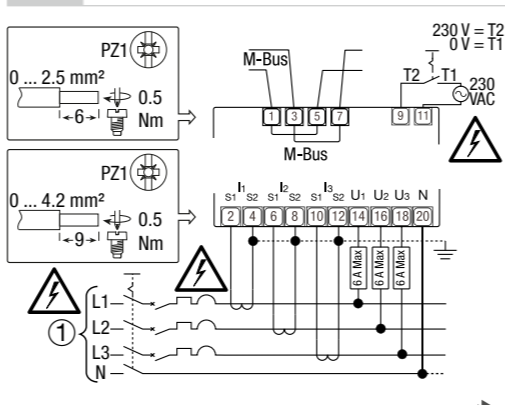 PZ1
0 ... 2.5 mm²
6
0.5
Nm
M-Bus
230 V = T2
0 V = T1
T2 T1
230
VAC
1 3 5 7 9 11
M-Bus
PZ1
0 ... 4.2 mm²
9
0.5
Nm
I1 I2 I3
S1 S2 S1 S2 S1 S2 U1 U2 U3 N
2 4 6 8 10 12 14 16 18 20
6 A Max 6 A Max 6 A Max
1
L1
L2
L3
N